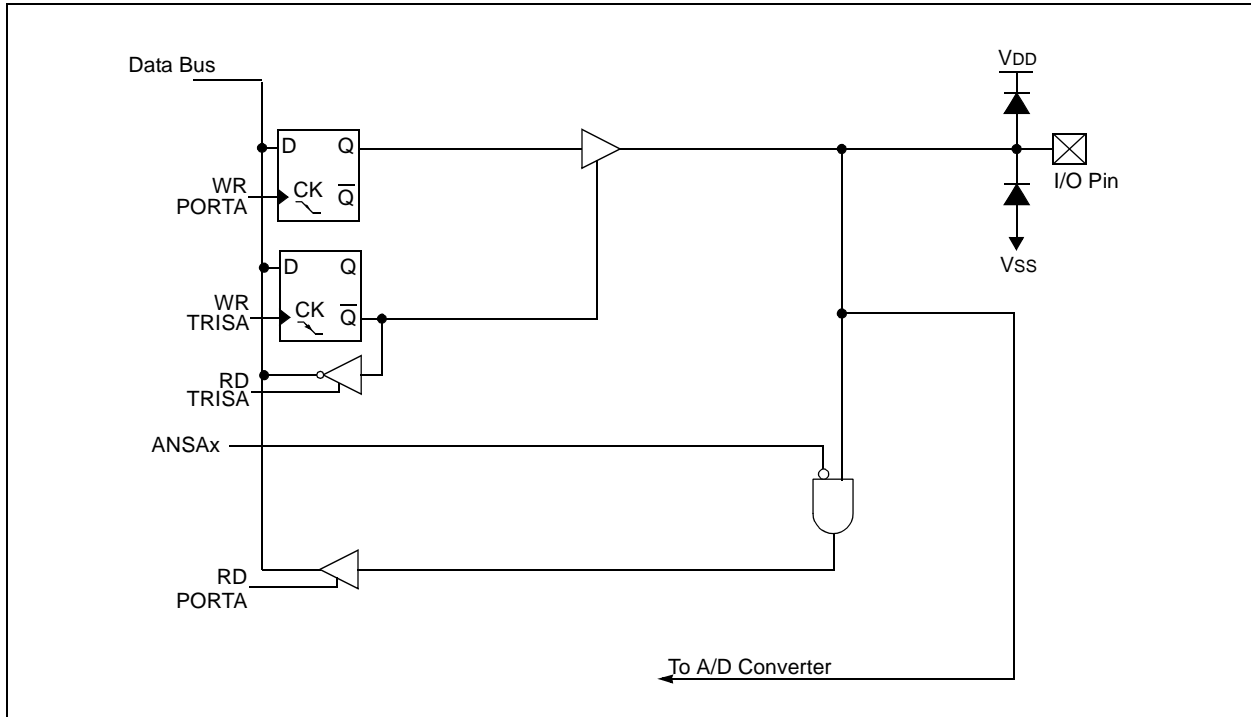 Data Bus
VDD
D Q
WR
PORTA
CK Q
I/O Pin
D Q
VSS
WR
TRISA
CK Q
RD
TRISA
ANSAx
RD
PORTA
To A/D Converter